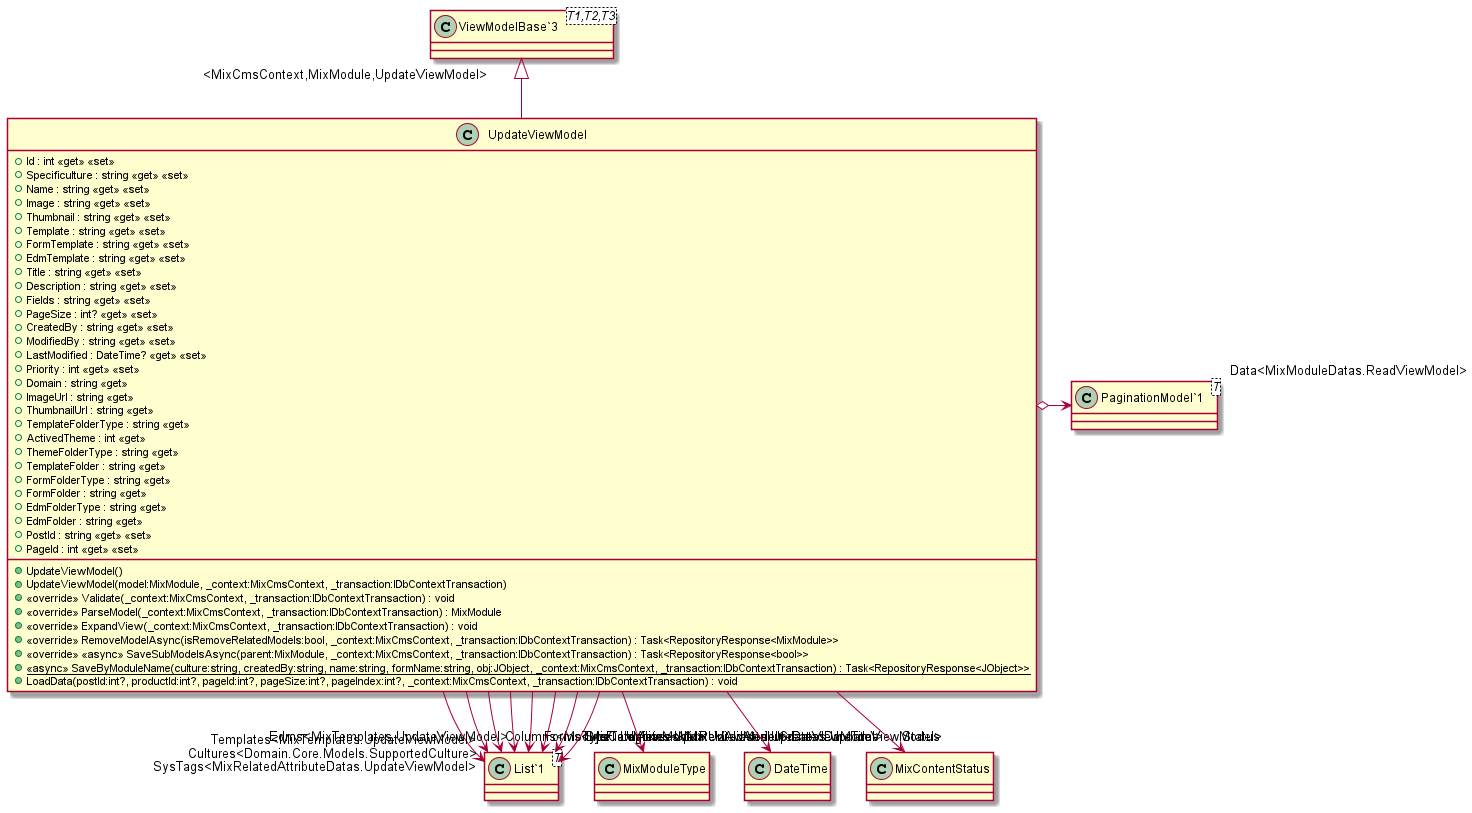 T1,T2,T3
C ViewModelBase`3
<MixCmsContext,MixModule,UpdateViewModel>
C UpdateViewModel
Id : int «get» «set»
Specificulture : string «get» «set»
Name : string «get» «set»
Image : string «get» «set»
Thumbnail : string «get» «set»
Template : string «get» «set»
FormTemplate : string «get» «set»
EdmTemplate : string «get» «set»
Title : string «get» «set»
Description : string «get» «set»
Fields : string «get» «set»
PageSize : int? «get» «set»
CreatedBy : string «get» «set»
ModifiedBy : string «get» «set»
LastModified : DateTime? «get» «set»
Priority : int «get» «set»
Domain : string «get»
ImageUrl : string «get»
ThumbnailUrl : string «get»
TemplateFolderType : string «get»
ActivedTheme : int «get»
ThemeFolderType : string «get»
TemplateFolder : string «get»
FormFolderType : string «get»
FormFolder : string «get»
EdmFolderType : string «get»
EdmFolder : string «get»
PostId : string «get» «set»
PageId : int «get» «set»
UpdateViewModel()
UpdateViewModel(model:MixModule, _context:MixCmsContext, _transaction:IDbContextTransaction)
«override» Validate(_context:MixCmsContext, _transaction:IDbContextTransaction) : void
«override» ParseModel(_context:MixCmsContext, _transaction:IDbContextTransaction) : MixModule
«override» ExpandView(_context:MixCmsContext, _transaction:IDbContextTransaction) : void
«override» RemoveModelAsync(isRemoveRelatedModels:bool, _context:MixCmsContext, _transaction:IDbContextTransaction) : Task<RepositoryResponse<MixModule>>
«override» «async» SaveSubModelsAsync(parent:MixModule, _context:MixCmsContext, _transaction:IDbContextTransaction) : Task<RepositoryResponse<bool>>
«async» SaveByModuleName(culture:string, createdBy:string, name:string, formName:string, obj:JObject, _context:MixCmsContext, _transaction:IDbContextTransaction) : Task<RepositoryResponse<JObject>>
LoadData(postId:int?, productId:int?, pageId:int?, pageSize:int?, pageIndex:int?, _context:MixCmsContext, _transaction:IDbContextTransaction) : void
Data<MixModuleDatas.ReadViewModel>
T
C PaginationModel`1
Templates<MixTemplates.UpdateViewModel>
Edms<MixTemplates.UpdateViewModel>
Status
Cultures<Domain.Core.Models.SupportedCulture>
SysTags<MixRelatedAttributeDatas.UpdateViewModel>
T
C List`1
C MixModuleType
C DateTime
C MixContentStatus